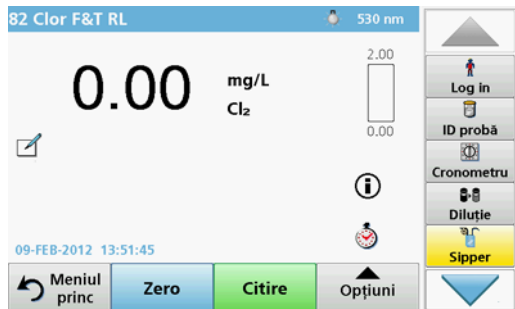 82 Clor F&T RL
530 nm
2.00
0.00
mg/L
Cl₂
0.00
09-FEB-2012 13:51:45
Meniul
princ
Zero
Citire
Opțiuni
Log in
ID probă
Cronometru
Diluție
Sipper